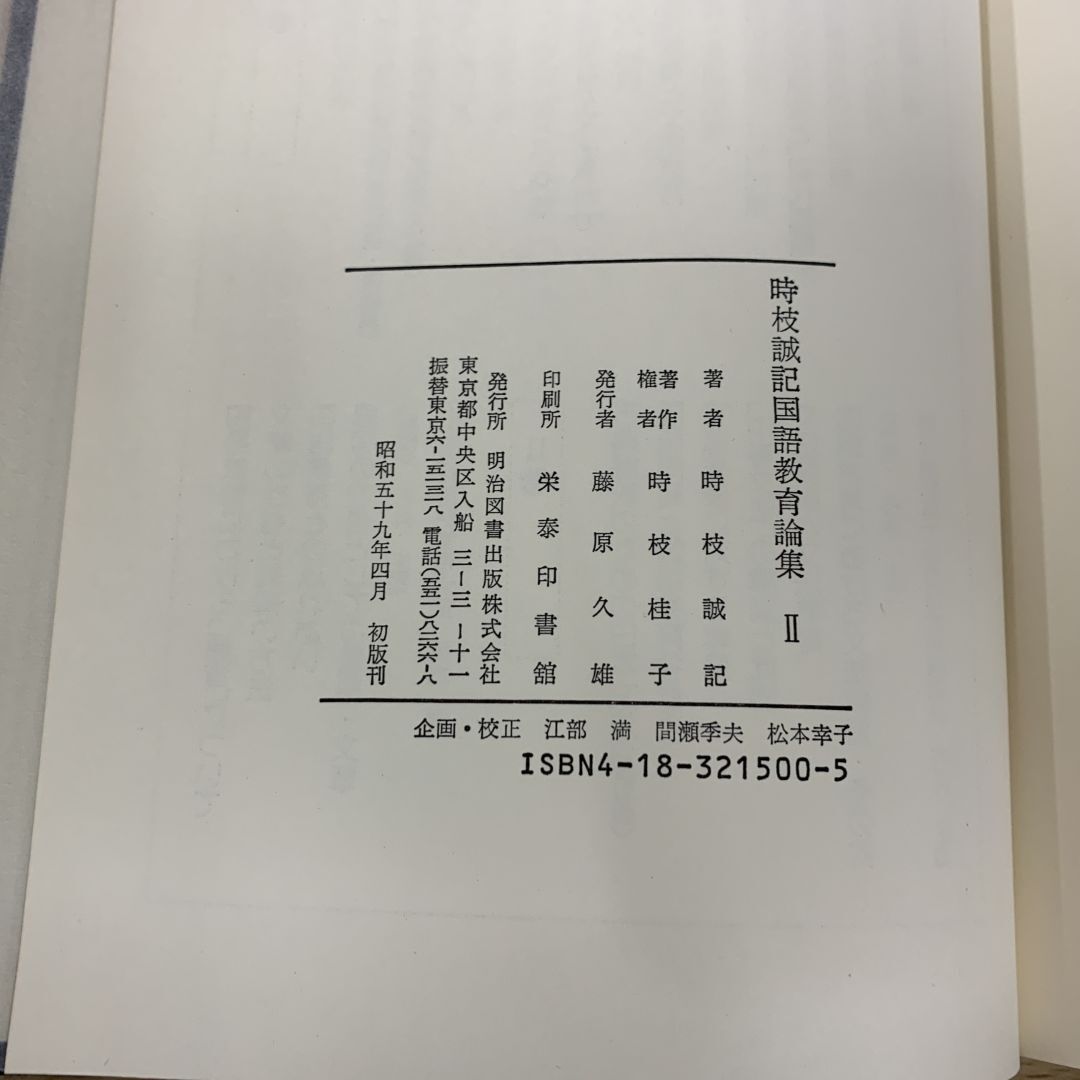 時枝誠記国語教育論集 Ⅱ
著者 時枝誠記
著作権者 時枝桂子
発行者 藤原久雄
印刷所 栄泰印書館
発行所 明治図書出版株式会社
東京都中央区入船 三ー三ー十一
振替東京六-一五一三一八 電話(五五一)八二六六-八
昭和五十九年四月 初版刊
企画・校正 江部 満 間瀬季夫 松本幸子
ISBN4-18-321500-5